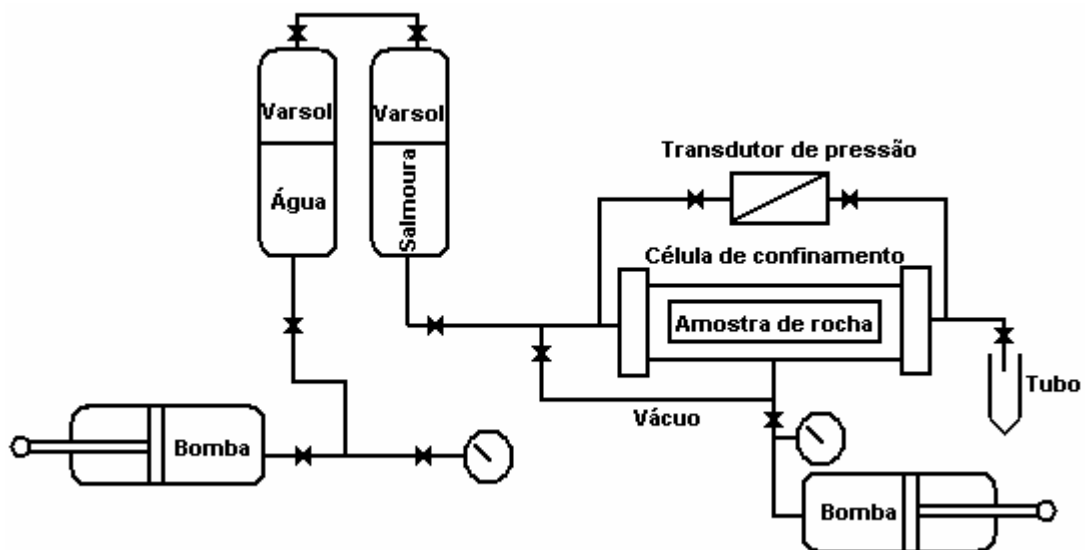 Varsol
Varsol
Água
Salmoura
Transdutor de pressão
Célula de confinamento
Amostra de rocha
Tubo
Vácuo
Bomba
Bomba